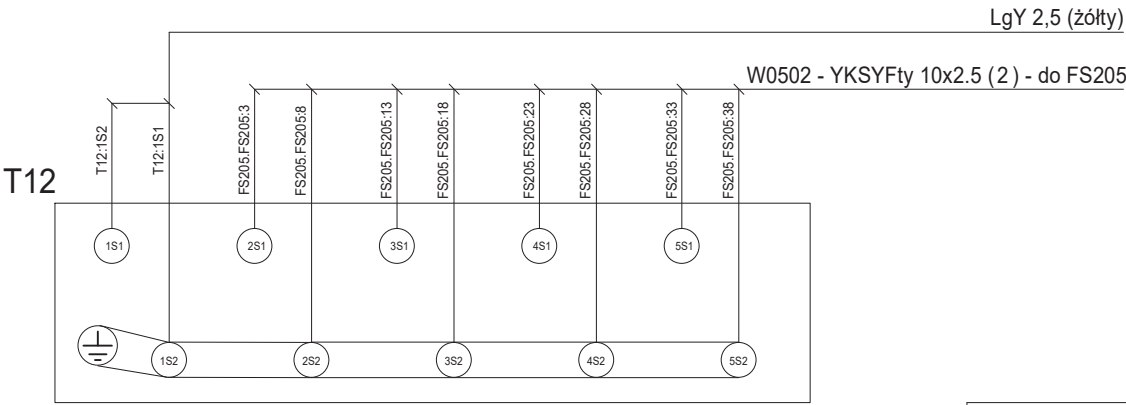 LgY 2,5 (żółty)
W0502 - YKSYFty 10x2.5 (2) - do FS205
T12:1S2
T12:1S1
FS205.FS205:3
FS205.FS205:8
FS205.FS205:13
FS205.FS205:18
FS205.FS205:23
FS205.FS205:28
FS205.FS205:33
FS205.FS205:38
T12
1S1
2S1
3S1
4S1
5S1
1S2
2S2
3S2
4S2
5S2